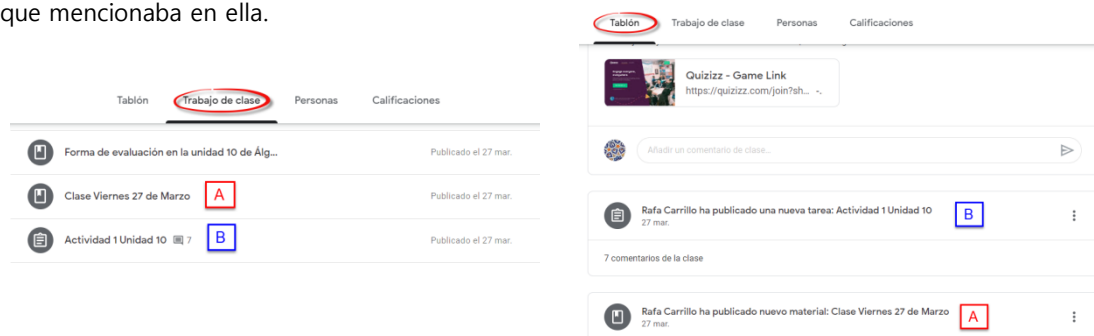 que mencionaba en ella.
Tablón Trabajo de clase Personas Calificaciones
Forma de evaluación en la unidad 10 de Álg... Publicado el 27 mar.
Clase Viernes 27 de Marzo A Publicado el 27 mar.
Actividad 1 Unidad 10 7 B Publicado el 27 mar.
Tablón Trabajo de clase Personas Calificaciones
Quizizz - Game Link
https://quizizz.com/join?sh... -.
Añadir un comentario de clase...
Rafa Carrillo ha publicado una nueva tarea: Actividad 1 Unidad 10 B
27 mar.
7 comentarios de la clase
Rafa Carrillo ha publicado nuevo material: Clase Viernes 27 de Marzo A
27 mar.